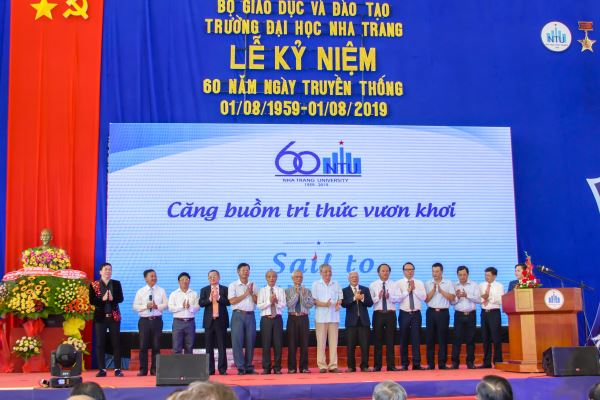 BỘ GIÁO DỤC VÀ ĐÀO TẠO
TRƯỜNG ĐẠI HỌC NHA TRANG
LỄ KỶ NIỆM
60 NĂM NGÀY TRUYỀN THỐNG
01/08/1959-01/08/2019
NTU
60 NTU
NHA TRANG UNIVERSITY
1959-2019
Căng buồm tri thức vươn khơi
Sail to